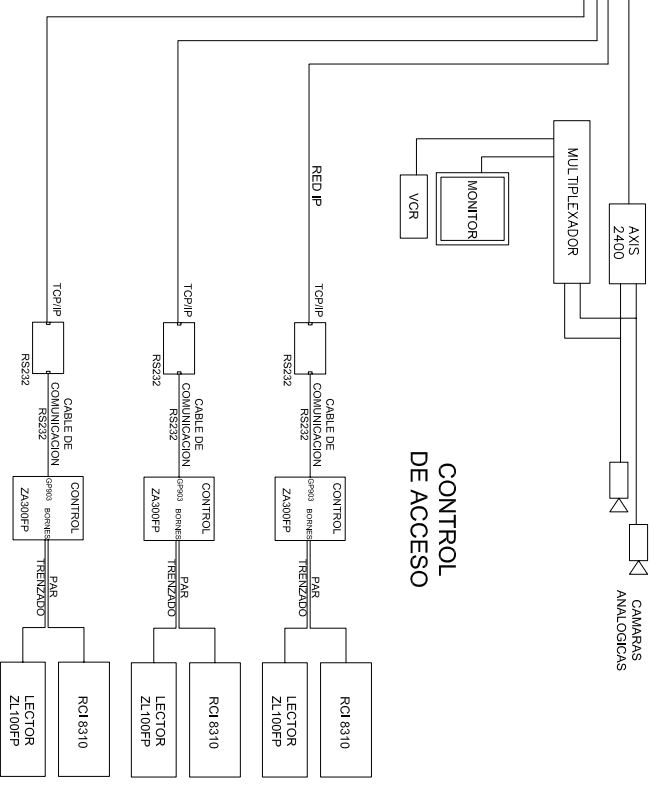 AXIS
2400
MULTIPLEXADOR
MONITOR
VCR
CAMARAS
ANALOGICAS
CONTROL
DE ACCESO
RED IP
TCP/IP
RS232
CABLE DE
COMUNICACION
RS232
CONTROL
GP903 BORNES
ZA300FP
PAR
TRENZADO
RCI 8310
LECTOR
ZL100FP
TCP/IP
RS232
CABLE DE
COMUNICACION
RS232
CONTROL
GP903 BORNES
ZA300FP
PAR
TRENZADO
RCI 8310
LECTOR
ZL100FP
TCP/IP
RS232
CABLE DE
COMUNICACION
RS232
CONTROL
GP903 BORNES
ZA300FP
PAR
TRENZADO
RCI 8310
LECTOR
ZL100FP